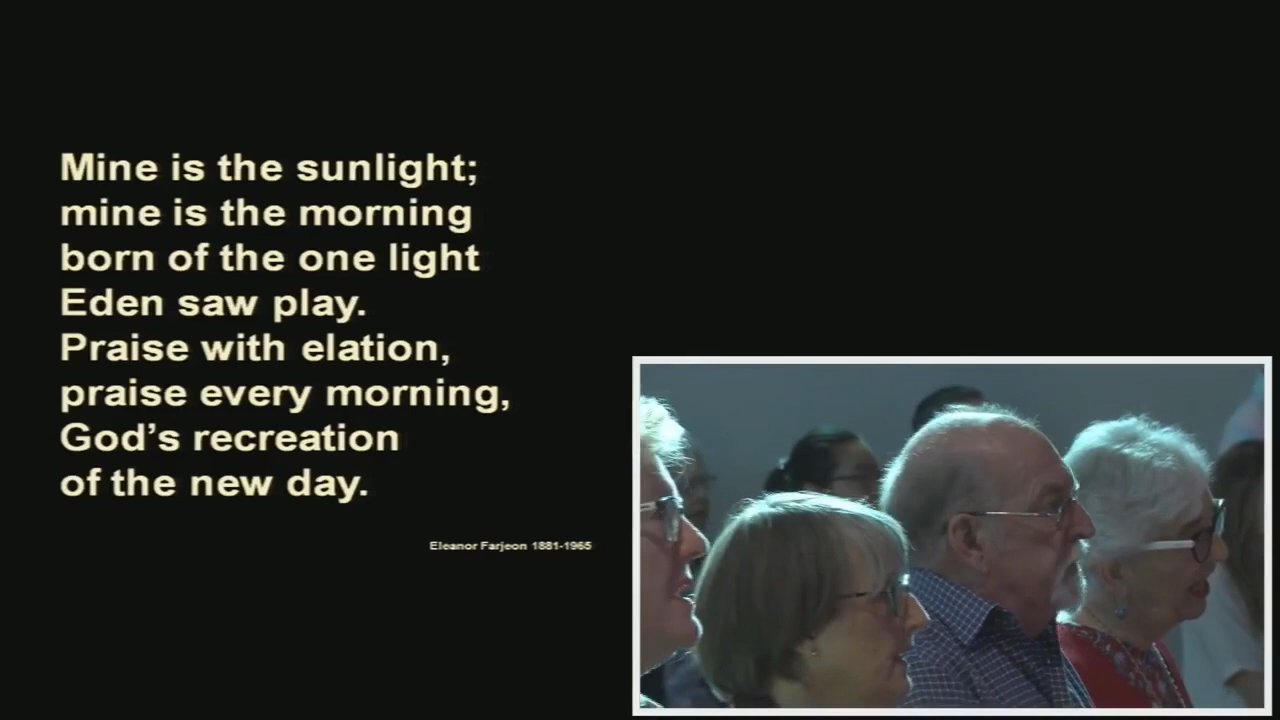 Mine is the sunlight;
mine is the morning
born of the one light
Eden saw play.
Praise with elation,
praise every morning,
God’s recreation
of the new day.
Eleanor Farjeon 1881-1965